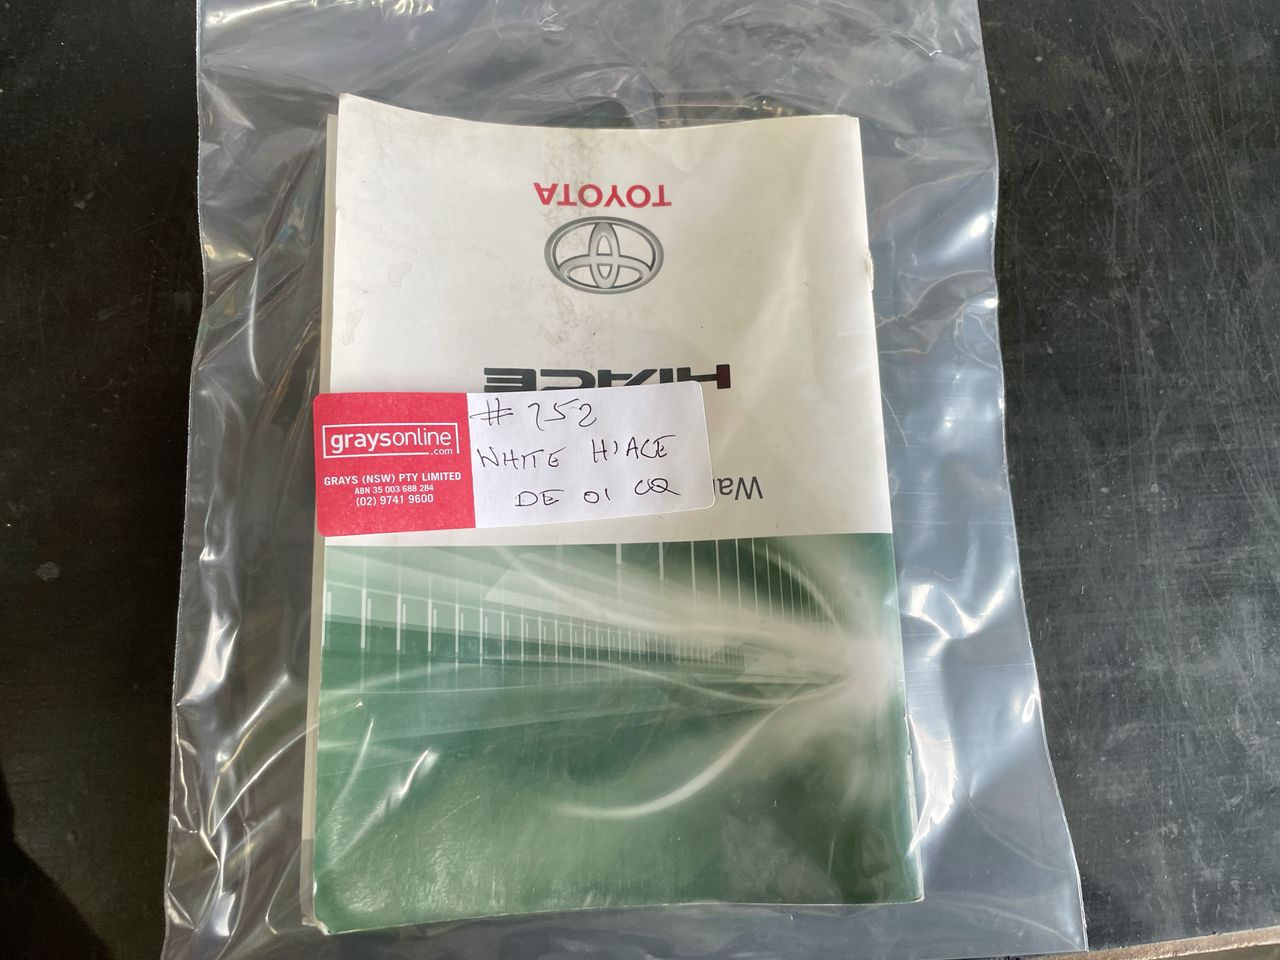 TOYOTA
HIACE
graysonline
.com
GRAYS (NSW) PTY LIMITED
ABN 35 003 688 284
(02) 9741 9600
# 252
WHITE HIACE
DE 01 CQ